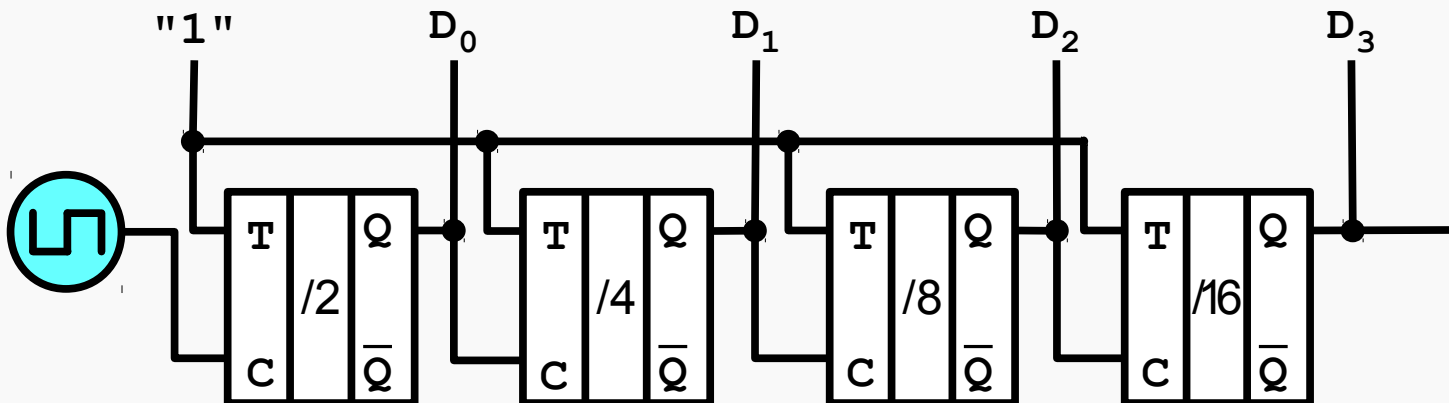 "1" D₀ D₁ D₂ D₃
T Q T Q T Q T Q
/2 /4 /8 /16
C Q̅ C Q̅ C Q̅ C Q̅